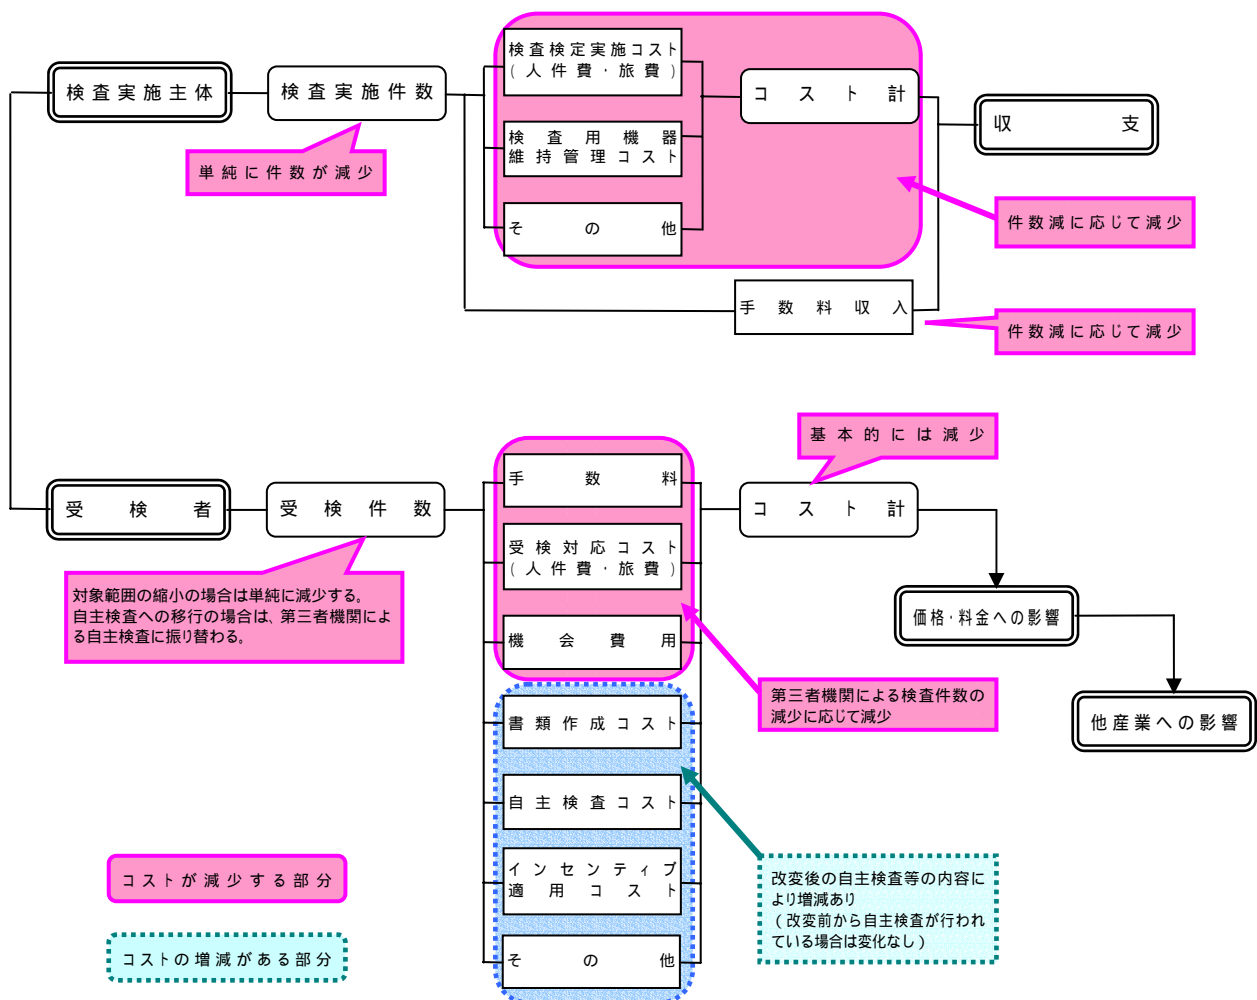 検査実施主体
検査実施件数
単純に件数が減少
検査検定実施コスト
(人件費・旅費)
検査用機器
維持管理コスト
その他
コスト計
収支
件数減に応じて減少
手数料収入
件数減に応じて減少
受検者
受検件数
対象範囲の縮小の場合は単純に減少する。
自主検査への移行の場合は、第三者機関によ
る自主検査に振り替わる。
手数料
受検対応コスト
(人件費・旅費)
機会費用
書類作成コスト
自主検査コスト
インセンティブ
適用コスト
その他
基本的には減少
コスト計
価格・料金への影響
他産業への影響
第三者機関による検査件数の
減少に応じて減少
改変後の自主検査等の内容に
より増減あり
(改変前から自主検査が行われ
ている場合は変化なし)
コストが減少する部分
コストの増減がある部分